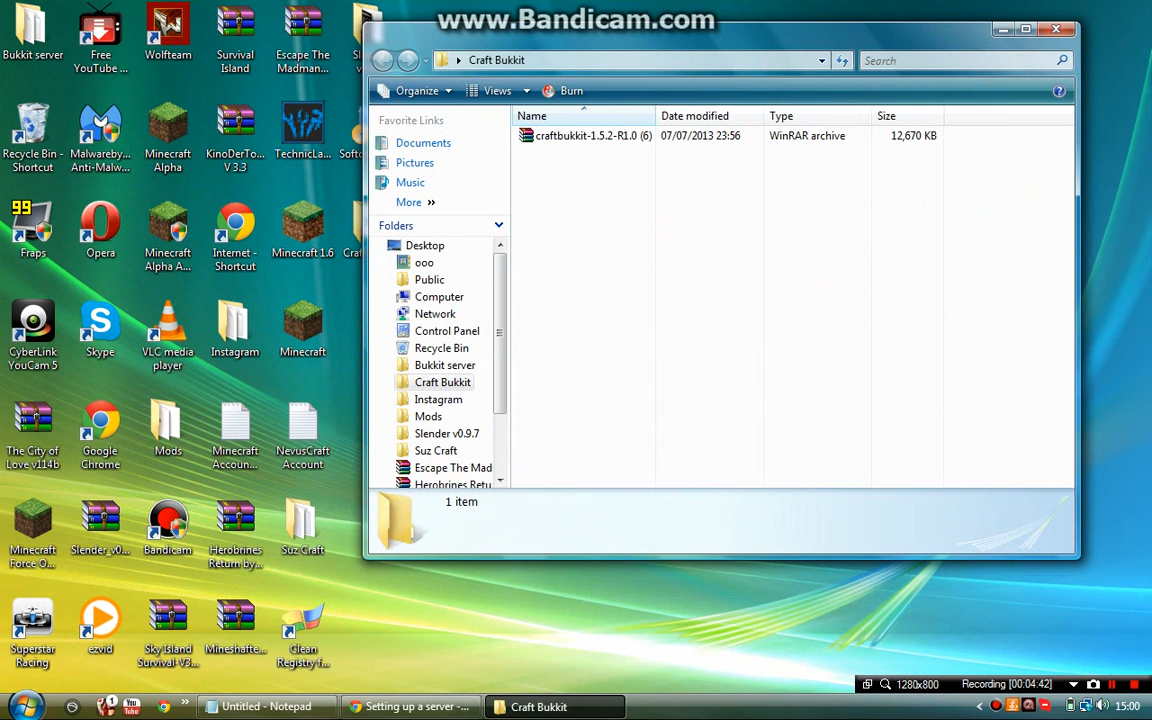 www.Bandicam.com
Bukkit server
Free YouTube ...
Wolfteam
Survival Island
Escape The Madman...
Recycle Bin - Shortcut
Malwareby... Anti-Malw...
Minecraft Alpha
KinoDerTo... V 3.3
TechnicLa...
99
Fraps
Opera
Minecraft Alpha A...
Internet - Shortcut
Minecraft 1.6
CyberLink YouCam 5
Skype
VLC media player
Instagram
Minecraft
The City of Love v114b
Google Chrome
Mods
Minecraft Accoun...
NevusCraft Account
Minecraft Force O...
Slender_v0...
Bandicam
Herobrines Return by...
Suz Craft
Superstar Racing
ezvid
Sky Island Survival-V3...
Mineshafte...
Clean Registry f...
Craft Bukkit
Search
Organize
Views
Burn
Favorite Links
Documents
Pictures
Music
More »
Folders
Desktop
ooo
Public
Computer
Network
Control Panel
Recycle Bin
Bukkit server
Craft Bukkit
Instagram
Mods
Slender v0.9.7
Suz Craft
Escape The Mad
Herobrines Retu
Name Date modified Type Size
craftbukkit-1.5.2-R1.0 (6) 07/07/2013 23:56 WinRAR archive 12,670 KB
1 item
1280x800 Recording [00:04:42]
Untitled - Notepad
Setting up a server -...
Craft Bukkit
15:00